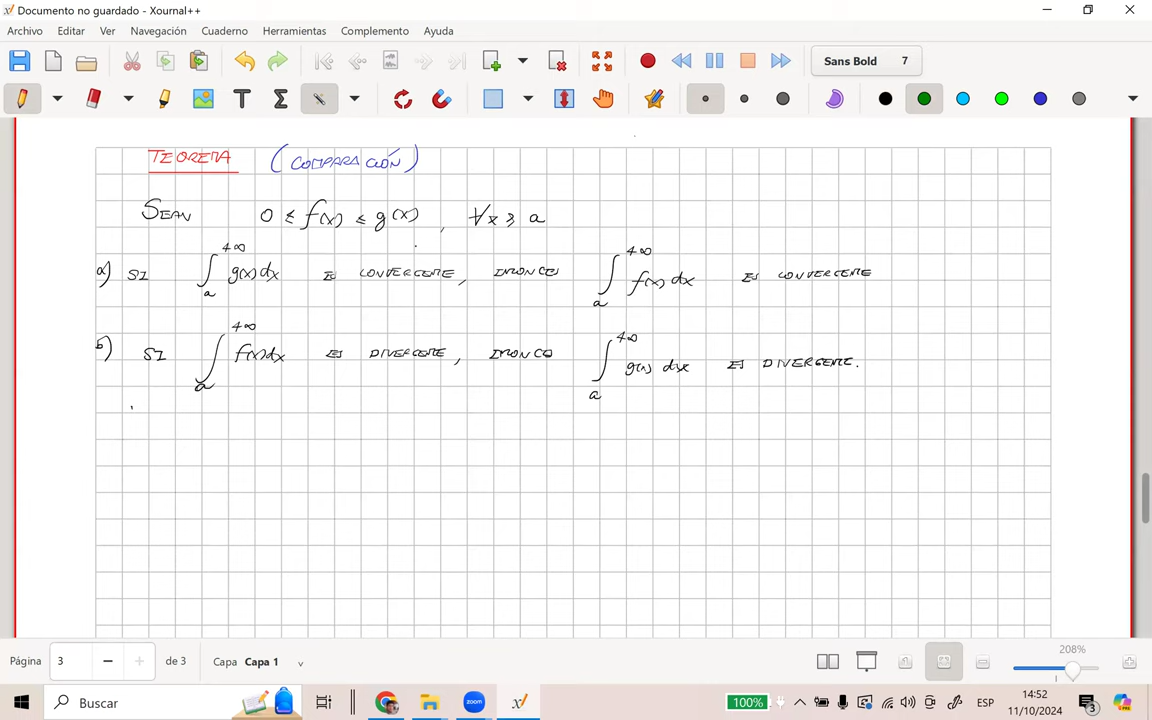 Documento no guardado - Xournal++
Archivo Editar Ver Navegación Cuaderno Herramientas Complemento Ayuda
Sans Bold 7
TEOREMA (COMPARACIÓN)
SEAN 0 ≤ f(x) ≤ g(x), ∀x ≥ a
a) SI ∫_a^{+∞} g(x)dx ES CONVERGENTE, ENTONCES ∫_a^{+∞} f(x)dx ES CONVERGENTE
b) SI ∫_a^{+∞} f(x)dx ES DIVERGENTE, ENTONCES ∫_a^{+∞} g(x) dx ES DIVERGENTE.
Página 3 de 3 Capa Capa 1 208%
Buscar 100% ESP 14:52 3
11/10/2024